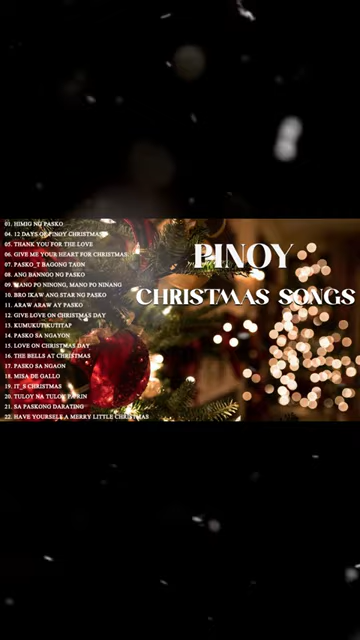 01. HIMIG NG PASKO
04. 12 DAYS OF PINOY CHRISTMAS
05. THANK YOU FOR THE LOVE
06. GIVE ME YOUR HEART FOR CHRISTMAS
07. PASKO_T BAGONG TAON
08. ANG BANGO NG PASKO
09. MANO PO NINONG, MANO PO NINANG
10. BRO IKAW ANG STAR NG PASKO
11. ARAW ARAW AY PASKO
12. GIVE LOVE ON CHRISTMAS DAY
13. KUMUKUTIKUTITAP
14. PASKO SA NGAYON
15. LOVE ON CHRISTMAS DAY
16. THE BELLS AT CHRISTMAS
17. PASKO SA NGAON
18. MISA DE GALLO
19. IT_S CHRISTMAS
20. TULOY NA TULOY PA RIN
21. SA PASKONG DARATING
22. HAVE YOURSELF A MERRY LITTLE CHRISTMAS
PINOY
CHRISTMAS SONGS